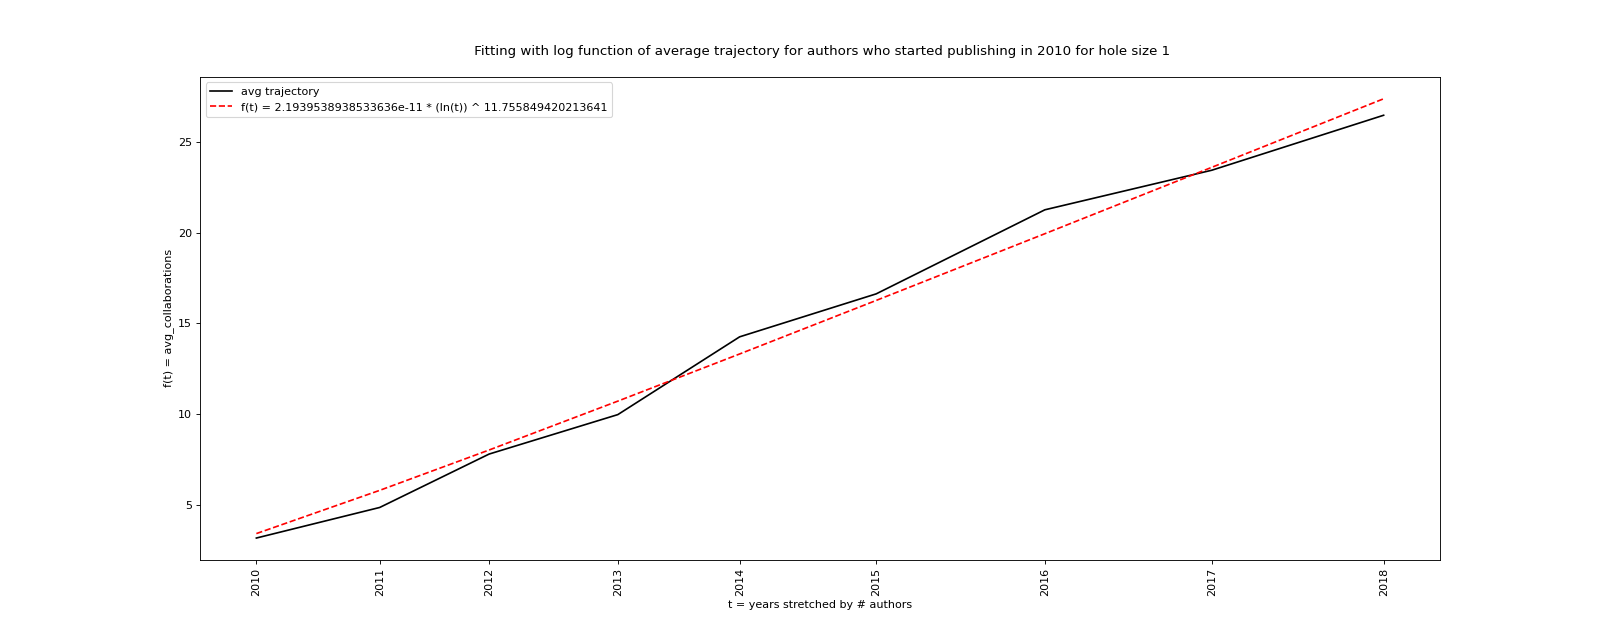 Fitting with log function of average trajectory for authors who started publishing in 2010 for hole size 1
avg trajectory
f(t) = 2.1939538938533636e-11 * (ln(t)) ^ 11.755849420213641
25
20
15
10
5
f(t) = avg_collaborations
2010
2011
2012
2013
2014
2015
2016
2017
2018
t = years stretched by # authors